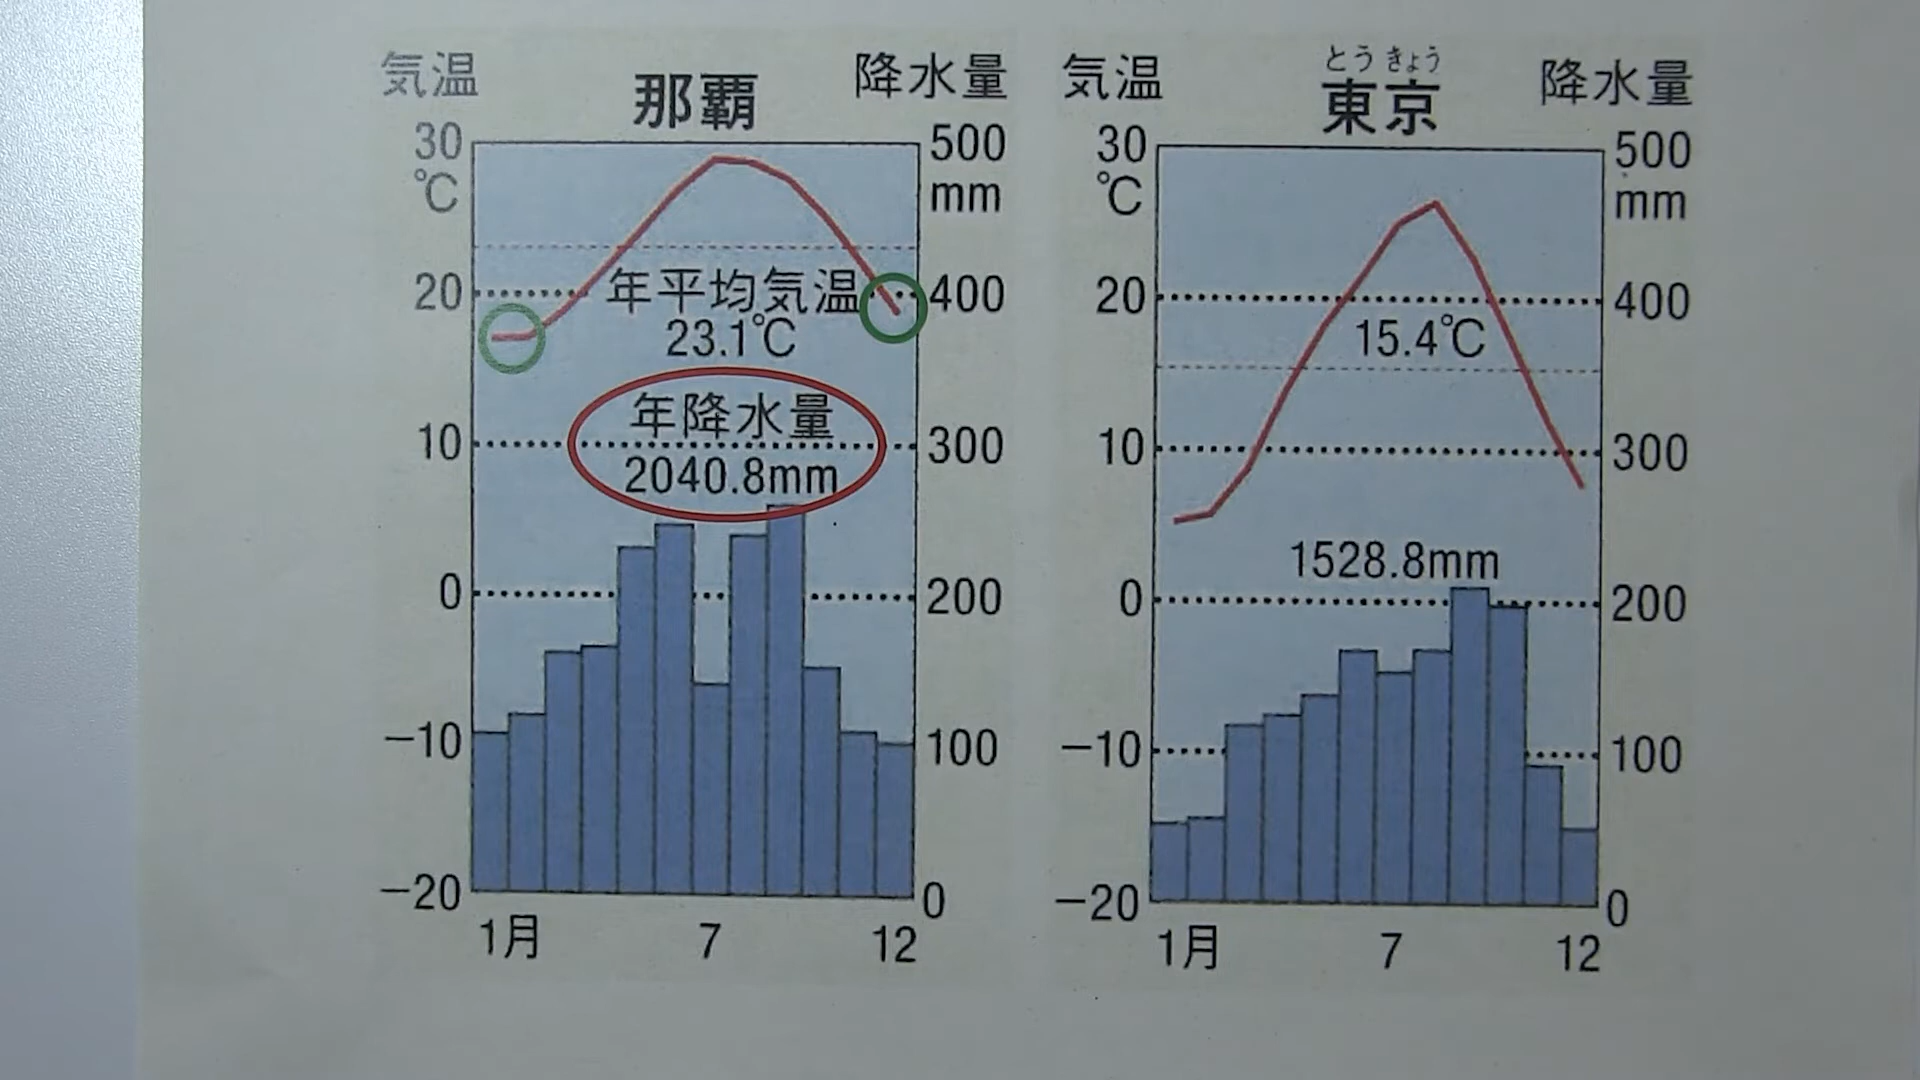 気温
那覇
降水量
30
℃
20
10
0
-10
-20
500
mm
400
300
200
100
0
年平均気温
23.1℃
年降水量
2040.8mm
1月
7
12
気温
とうきょう
東京
降水量
30
℃
20
10
0
-10
-20
500
mm
400
300
200
100
0
15.4℃
1528.8mm
1月
7
12